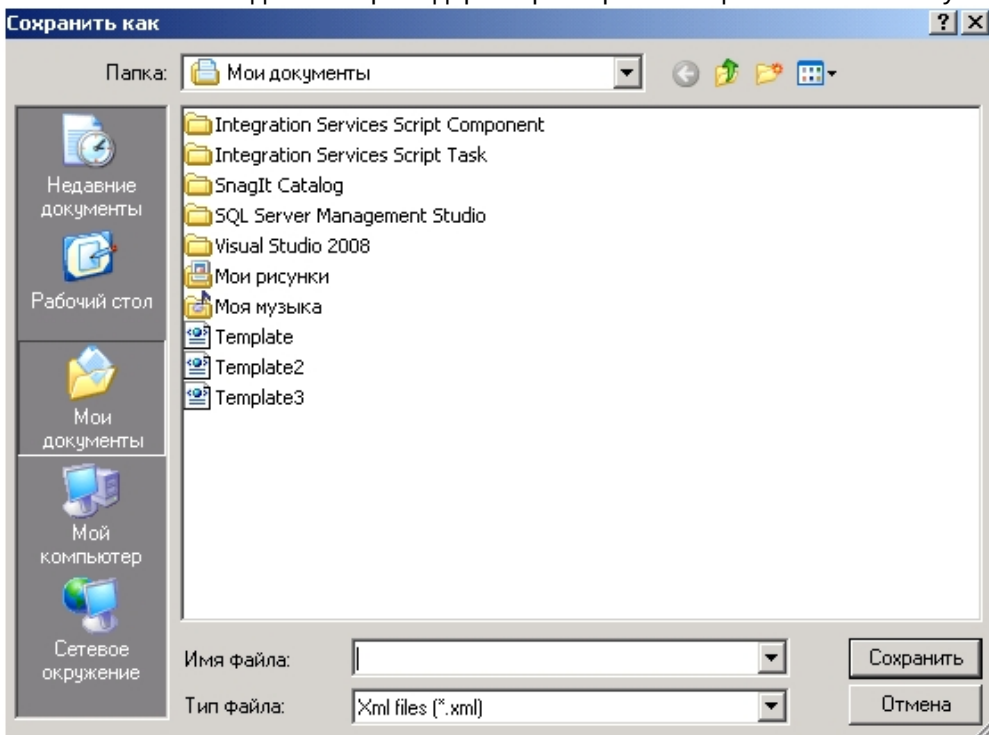 Сохранить как
Папка:
Мои документы
Недавние
документы
Рабочий стол
Мои
документы
Мой
компьютер
Сетевое
окружение
Integration Services Script Component
Integration Services Script Task
SnagIt Catalog
SQL Server Management Studio
Visual Studio 2008
Мои рисунки
Моя музыка
Template
Template2
Template3
Имя файла:
Сохранить
Тип файла:
Xml files (*.xml)
Отмена